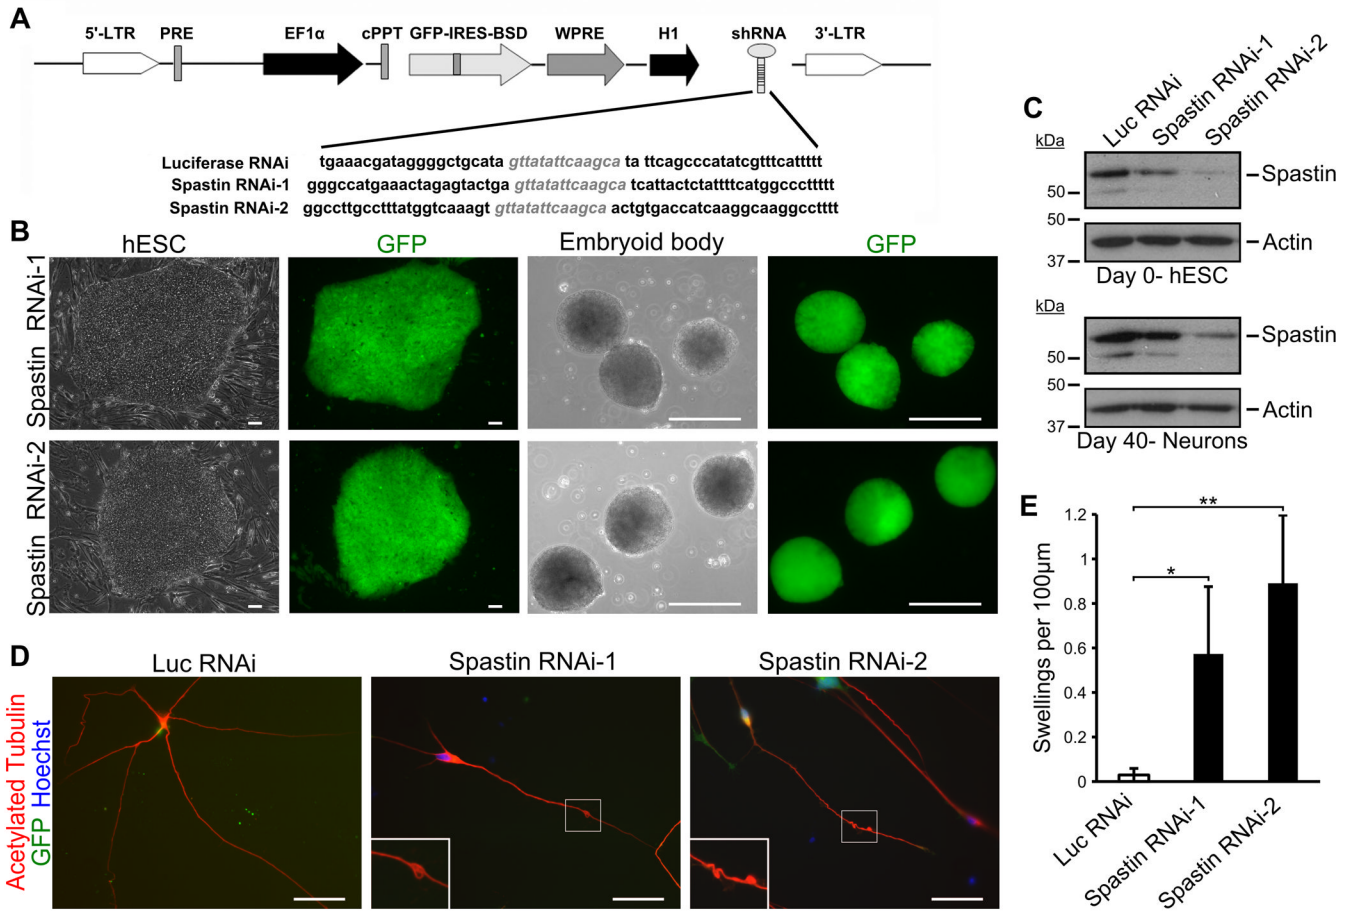 A
5'-LTR PRE EF1α cPPT GFP-IRES-BSD WPRE H1 shRNA 3'-LTR
Luciferase RNAi tgaaacgataggggctgcata gttatattcaagcata ttcagcccatatcgtttcattttt
Spastin RNAi-1 gggccatgaaactagagtactga gttatattcaagca tcattactctattttcatggcccttttt
Spastin RNAi-2 ggccttgcctttatggtcaaagt gttatattcaagca actgtgaccatcaaggcaaggcctttt
B
hESC GFP Embryoid body GFP
Spastin RNAi-1
Spastin RNAi-2
C
Luc RNAi
Spastin RNAi-1
Spastin RNAi-2
kDa
50
Spastin
50
37
Actin
Day 0- hESC
kDa
50
Spastin
50
37
Actin
Day 40- Neurons
D
Luc RNAi Spastin RNAi-1 Spastin RNAi-2
Acetylated Tubulin
GFP Hoechst
E
Swellings per 100µm
1.2
1
0.8
0.6
0.4
0.2
0
*
**
Luc RNAi
Spastin RNAi-1
Spastin RNAi-2